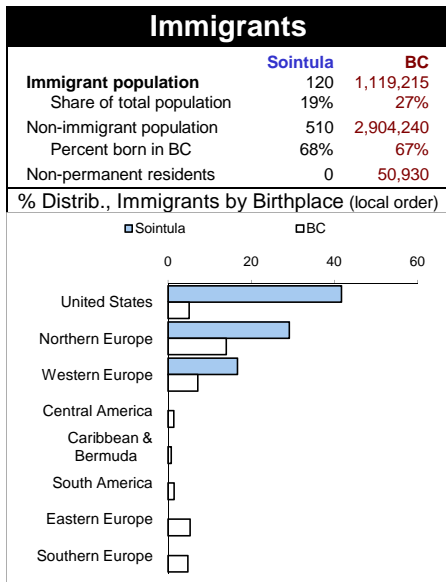 Immigrants
Sointula BC
Immigrant population 120 1,119,215
Share of total population 19% 27%
Non-immigrant population 510 2,904,240
Percent born in BC 68% 67%
Non-permanent residents 0 50,930
% Distrib., Immigrants by Birthplace (local order)
Sointula BC
0 20 40 60
United States
Northern Europe
Western Europe
Central America
Caribbean &
Bermuda
South America
Eastern Europe
Southern Europe